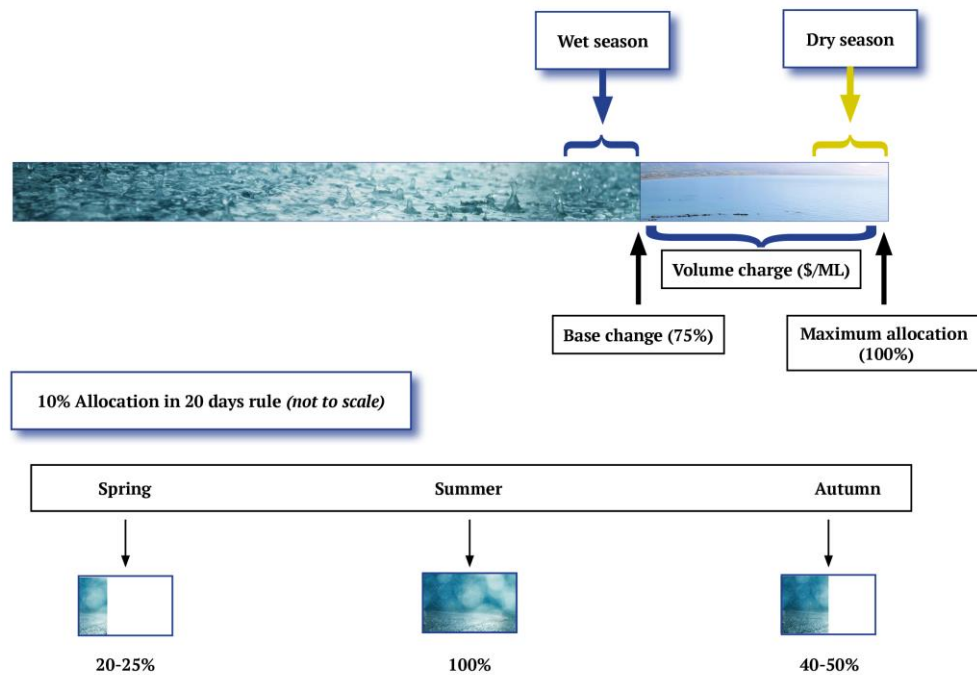 Wet season
Dry season
Volume charge ($/ML)
Base change (75%)
Maximum allocation
(100%)
10% Allocation in 20 days rule (not to scale)
Spring
Summer
Autumn
20-25%
100%
40-50%